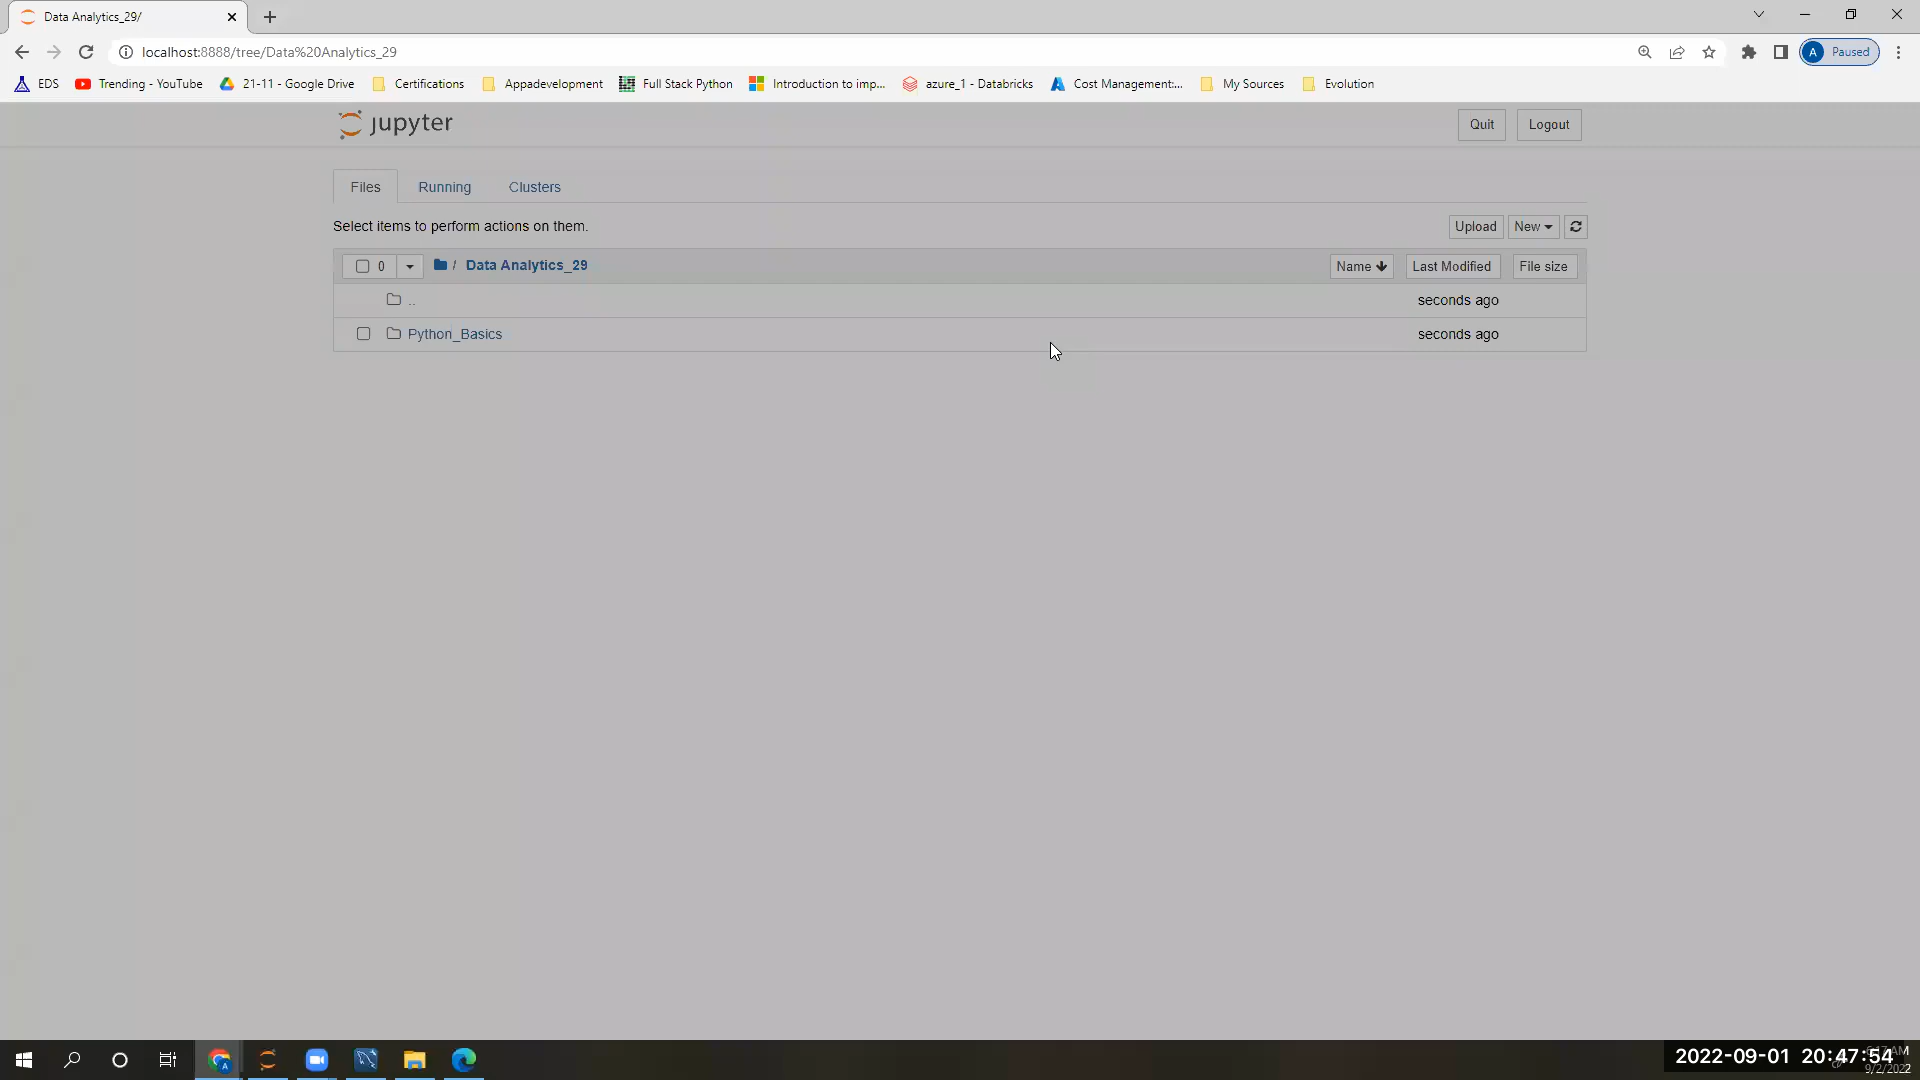 Data Analytics_29/
localhost:8888/tree/Data%20Analytics_29
A Paused
EDS Trending - YouTube 21-11 - Google Drive Certifications Appadevelopment Full Stack Python Introduction to imp... azure_1 - Databricks Cost Management:... My Sources Evolution
jupyter
Quit Logout
Files Running Clusters
Select items to perform actions on them.
Upload New
0 / Data Analytics_29 Name Last Modified File size
.. seconds ago
Python_Basics seconds ago
2022-09-01 20:47:54